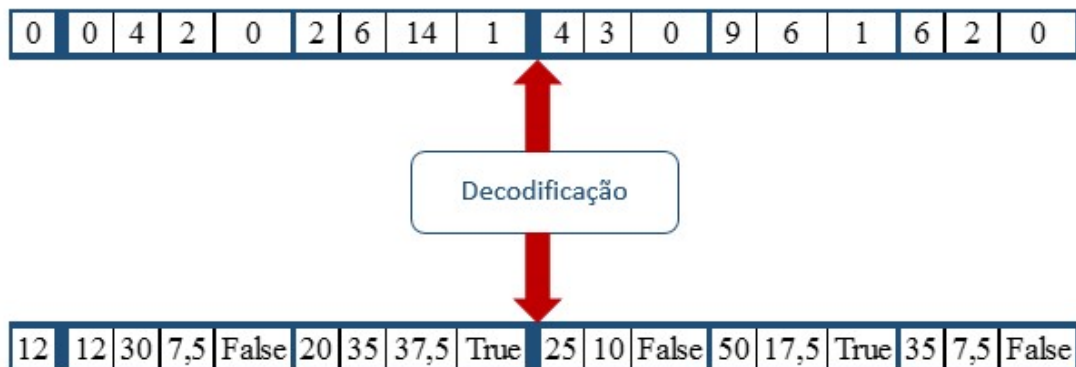 0 0 4 2 0 2 6 14 1 4 3 0 9 6 1 6 2 0
Decodificação
12 12 30 7,5 False 20 35 37,5 True 25 10 False 50 17,5 True 35 7,5 False